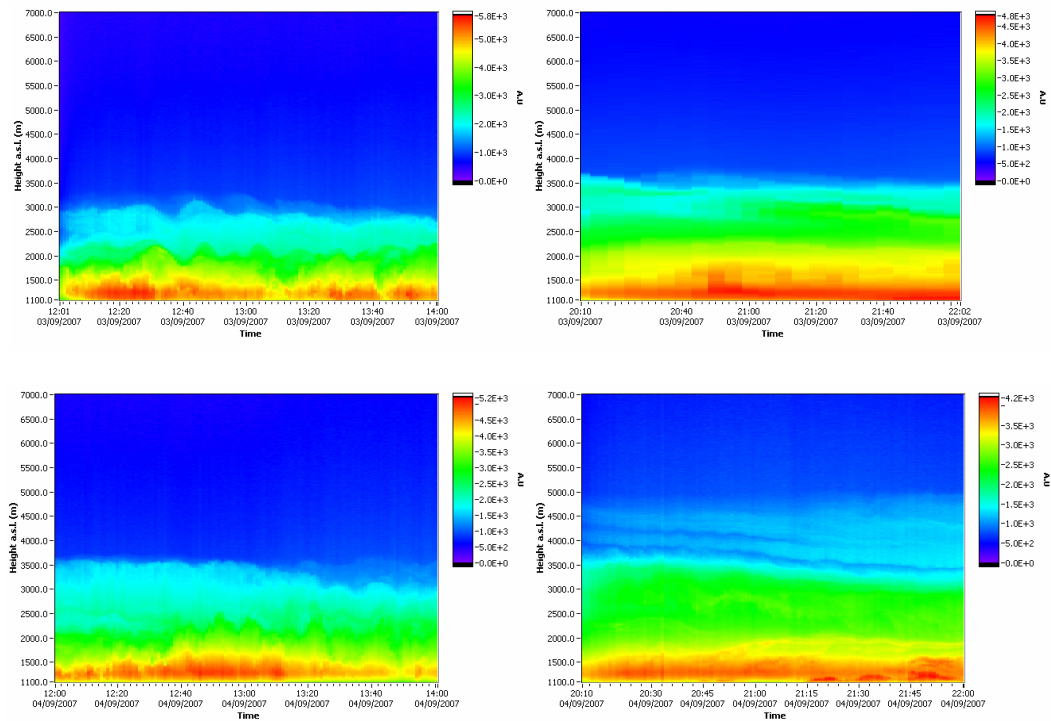 7000.0
6500.0
6000.0
5500.0
5000.0
4500.0
4000.0
3500.0
3000.0
2500.0
2000.0
1500.0
1100.0
Height a.s.l. (m)
12:01 12:20 12:40 13:00 13:20 13:40 14:00
03/09/2007 03/09/2007 03/09/2007 03/09/2007 03/09/2007 03/09/2007 03/09/2007
Time
5.8E+3
5.0E+3
4.0E+3
3.0E+3
2.0E+3
1.0E+3
0.0E+0
A.U
7000.0
6500.0
6000.0
5500.0
5000.0
4500.0
4000.0
3500.0
3000.0
2500.0
2000.0
1500.0
1100.0
Height a.s.l. (m)
20:10 20:40 21:00 21:20 21:40 22:02
03/09/2007 03/09/2007 03/09/2007 03/09/2007 03/09/2007 03/09/2007
Time
4.8E+3
4.5E+3
4.0E+3
3.5E+3
3.0E+3
2.5E+3
2.0E+3
1.5E+3
1.0E+3
5.0E+2
0.0E+0
A.U
7000.0
6500.0
6000.0
5500.0
5000.0
4500.0
4000.0
3500.0
3000.0
2500.0
2000.0
1500.0
1100.0
Height a.s.l. (m)
12:00 12:20 12:40 13:00 13:20 13:40 14:00
04/09/2007 04/09/2007 04/09/2007 04/09/2007 04/09/2007 04/09/2007 04/09/2007
Time
5.2E+3
4.5E+3
4.0E+3
3.5E+3
3.0E+3
2.5E+3
2.0E+3
1.5E+3
1.0E+3
5.0E+2
0.0E+0
A.U
7000.0
6500.0
6000.0
5500.0
5000.0
4500.0
4000.0
3500.0
3000.0
2500.0
2000.0
1500.0
1100.0
Height a.s.l. (m)
20:10 20:30 20:45 21:00 21:15 21:30 21:45 22:00
04/09/2007 04/09/2007 04/09/2007 04/09/2007 04/09/2007 04/09/2007 04/09/2007 04/09/2007
Time
4.2E+3
3.5E+3
3.0E+3
2.5E+3
2.0E+3
1.5E+3
1.0E+3
5.0E+2
0.0E+0
A.U